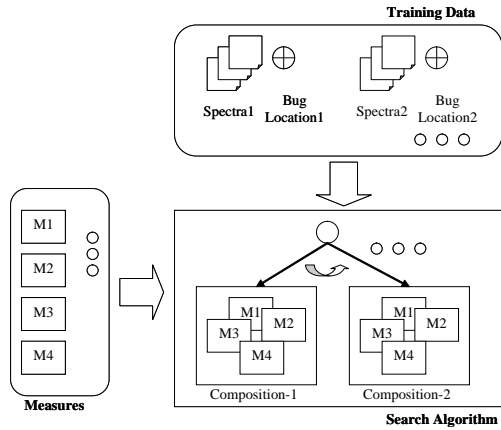 Training Data
Spectra1
Bug
Location1
Spectra2
Bug
Location2
M1
M2
M3
M4
Measures
M1
M2
M3
M4
Composition-1
M1
M2
M3
M4
Composition-2
Search Algorithm